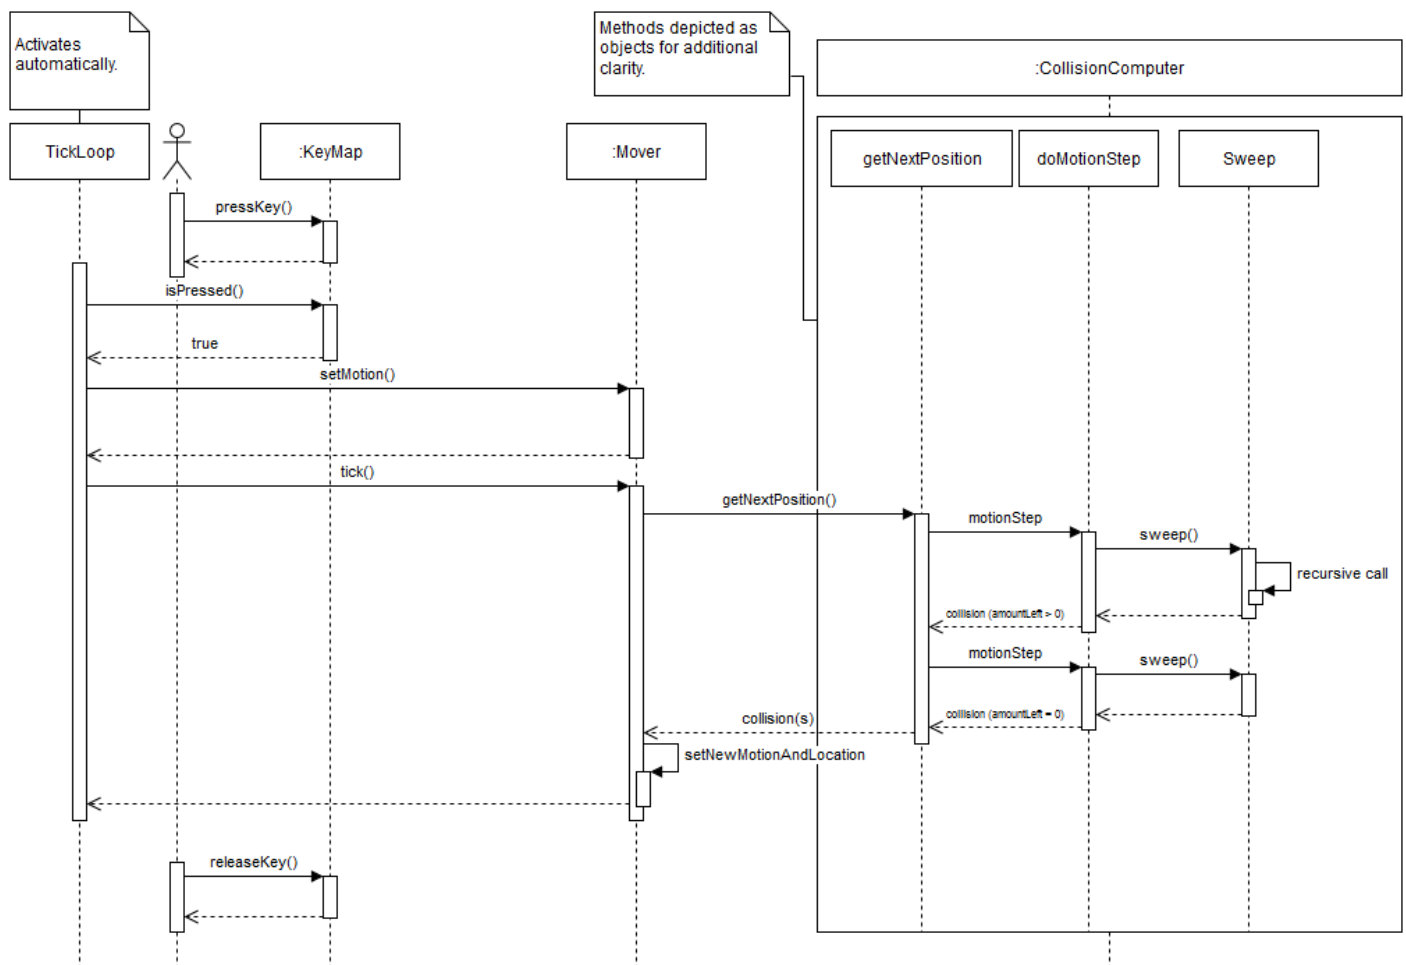 Activates
automatically.
Methods depicted as
objects for additional
clarity.
:CollisionComputer
TickLoop
:KeyMap
:Mover
getNextPosition
doMotionStep
Sweep
pressKey()
isPressed()
true
setMotion()
tick()
getNextPosition()
motionStep
sweep()
recursive call
collision (amountLeft > 0)
motionStep
sweep()
collision (amountLeft = 0)
collision(s)
setNewMotionAndLocation
releaseKey()